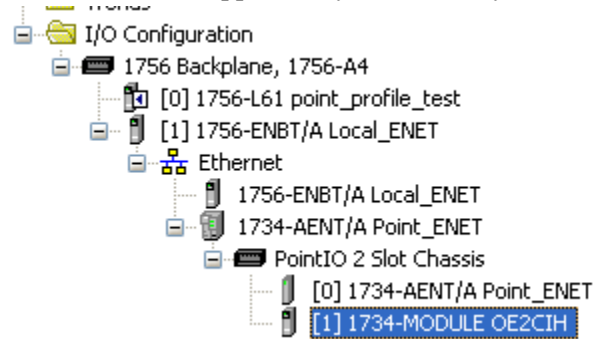 I/O Configuration
1756 Backplane, 1756-A4
[0] 1756-L61 point_profile_test
[1] 1756-ENBT/A Local_ENET
Ethernet
1756-ENBT/A Local_ENET
1734-AENT/A Point_ENET
PointIO 2 Slot Chassis
[0] 1734-AENT/A Point_ENET
[1] 1734-MODULE OE2CIH